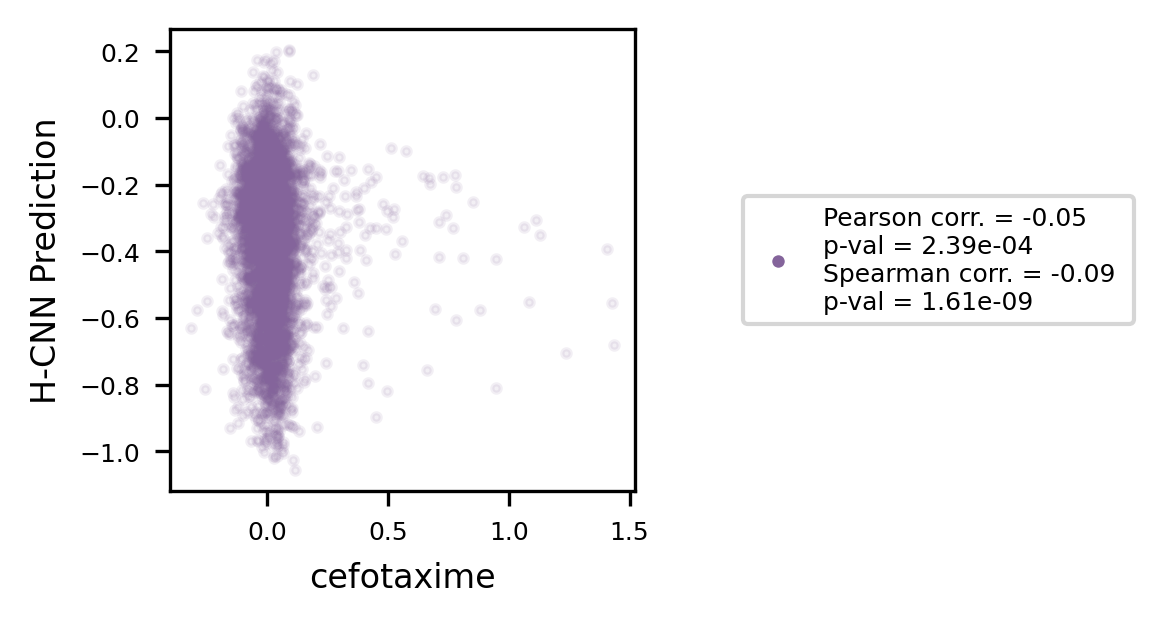 0.2
0.0
−0.2
−0.4
−0.6
−0.8
−1.0
H-CNN Prediction
0.0
0.5
1.0
1.5
cefotaxime
Pearson corr. = -0.05
p-val = 2.39e-04
Spearman corr. = -0.09
p-val = 1.61e-09